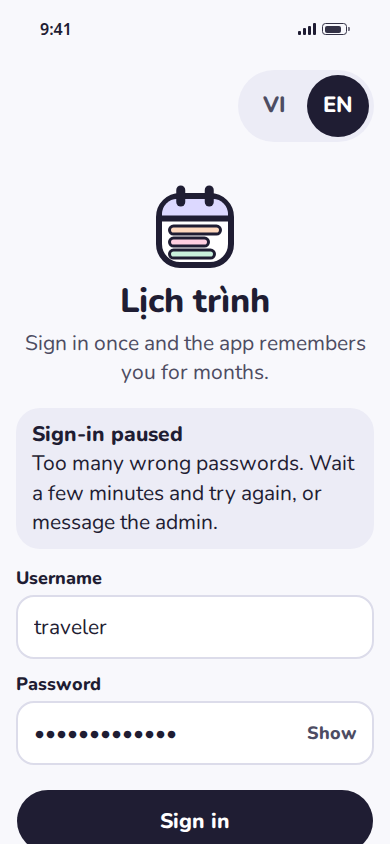 9:41
VI EN
Lịch trình
Sign in once and the app remembers
you for months.
Sign-in paused
Too many wrong passwords. Wait
a few minutes and try again, or
message the admin.
Username
traveler
Password
••••••••••••• Show
Sign in